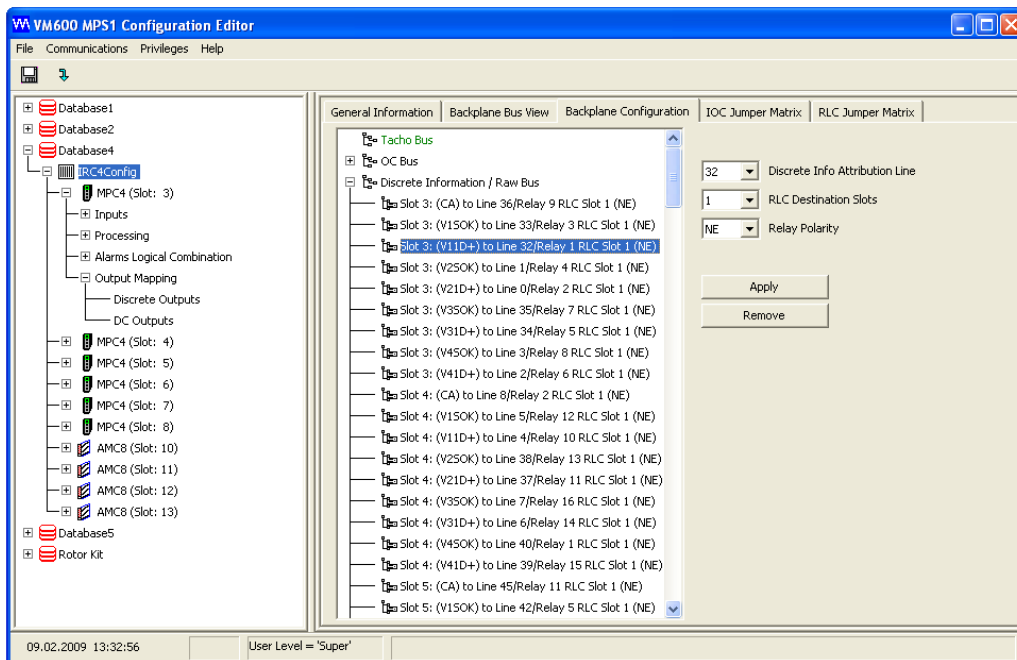 VM600 MPS1 Configuration Editor
File Communications Privileges Help
Database1
Database2
Database4
IRC4Config
MPC4 (Slot: 3)
Inputs
Processing
Alarms Logical Combination
Output Mapping
Discrete Outputs
DC Outputs
MPC4 (Slot: 4)
MPC4 (Slot: 5)
MPC4 (Slot: 6)
MPC4 (Slot: 7)
MPC4 (Slot: 8)
AMC8 (Slot: 10)
AMC8 (Slot: 11)
AMC8 (Slot: 12)
AMC8 (Slot: 13)
Database5
Rotor Kit
General Information Backplane Bus View Backplane Configuration IOC Jumper Matrix RLC Jumper Matrix
Tacho Bus
OC Bus
Discrete Information / Raw Bus
Slot 3: (CA) to Line 36/Relay 9 RLC Slot 1 (NE)
Slot 3: (V1SOK) to Line 33/Relay 3 RLC Slot 1 (NE)
Slot 3: (V11D+) to Line 32/Relay 1 RLC Slot 1 (NE)
Slot 3: (V2SOK) to Line 1/Relay 4 RLC Slot 1 (NE)
Slot 3: (V21D+) to Line 0/Relay 2 RLC Slot 1 (NE)
Slot 3: (V3SOK) to Line 35/Relay 7 RLC Slot 1 (NE)
Slot 3: (V31D+) to Line 34/Relay 5 RLC Slot 1 (NE)
Slot 3: (V4SOK) to Line 3/Relay 8 RLC Slot 1 (NE)
Slot 3: (V41D+) to Line 2/Relay 6 RLC Slot 1 (NE)
Slot 4: (CA) to Line 8/Relay 2 RLC Slot 1 (NE)
Slot 4: (V1SOK) to Line 5/Relay 12 RLC Slot 1 (NE)
Slot 4: (V11D+) to Line 4/Relay 10 RLC Slot 1 (NE)
Slot 4: (V2SOK) to Line 38/Relay 13 RLC Slot 1 (NE)
Slot 4: (V21D+) to Line 37/Relay 11 RLC Slot 1 (NE)
Slot 4: (V3SOK) to Line 7/Relay 16 RLC Slot 1 (NE)
Slot 4: (V31D+) to Line 6/Relay 14 RLC Slot 1 (NE)
Slot 4: (V4SOK) to Line 40/Relay 1 RLC Slot 1 (NE)
Slot 4: (V41D+) to Line 39/Relay 15 RLC Slot 1 (NE)
Slot 5: (CA) to Line 45/Relay 11 RLC Slot 1 (NE)
Slot 5: (V1SOK) to Line 42/Relay 5 RLC Slot 1 (NE)
32 Discrete Info Attribution Line
1 RLC Destination Slots
NE Relay Polarity
Apply
Remove
09.02.2009 13:32:56 User Level = 'Super'